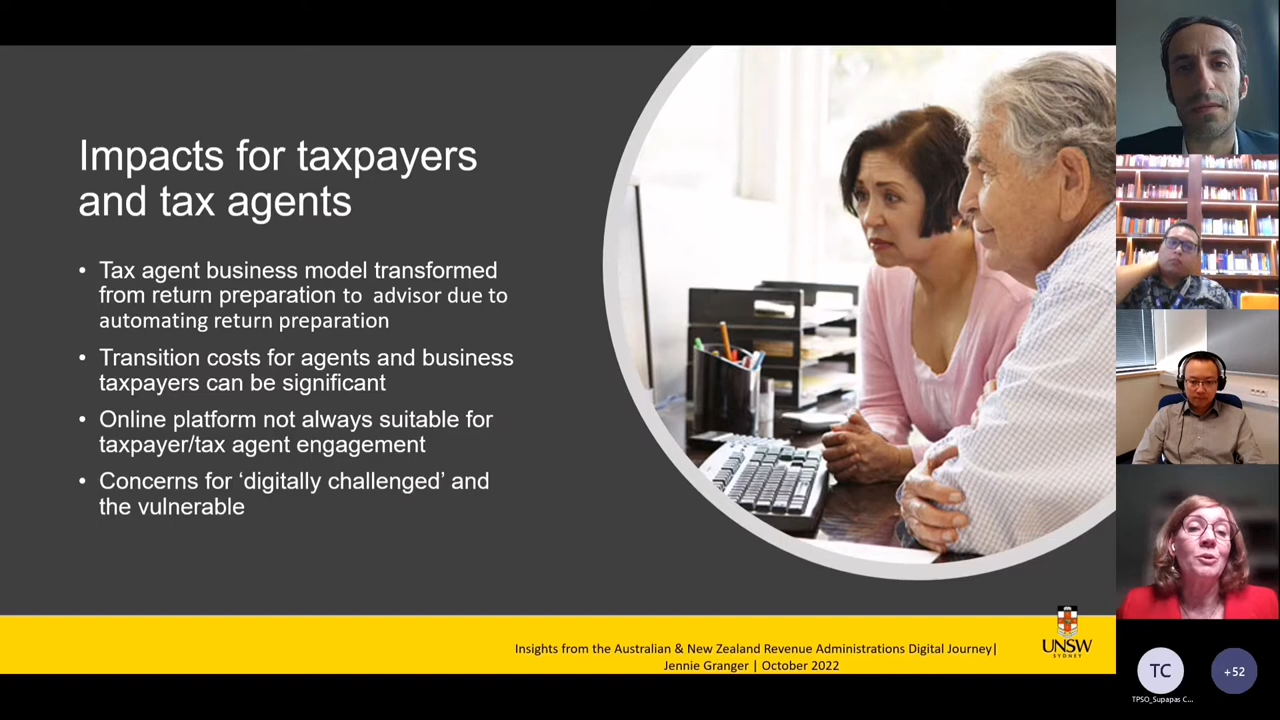 Impacts for taxpayers
and tax agents
• Tax agent business model transformed
from return preparation to advisor due to
automating return preparation
• Transition costs for agents and business
taxpayers can be significant
• Online platform not always suitable for
taxpayer/tax agent engagement
• Concerns for ‘digitally challenged’ and
the vulnerable
Insights from the Australian & New Zealand Revenue Administrations Digital Journey|
Jennie Granger | October 2022
UNSW
SYDNEY
TC
+52
TPSO_Supapas C...